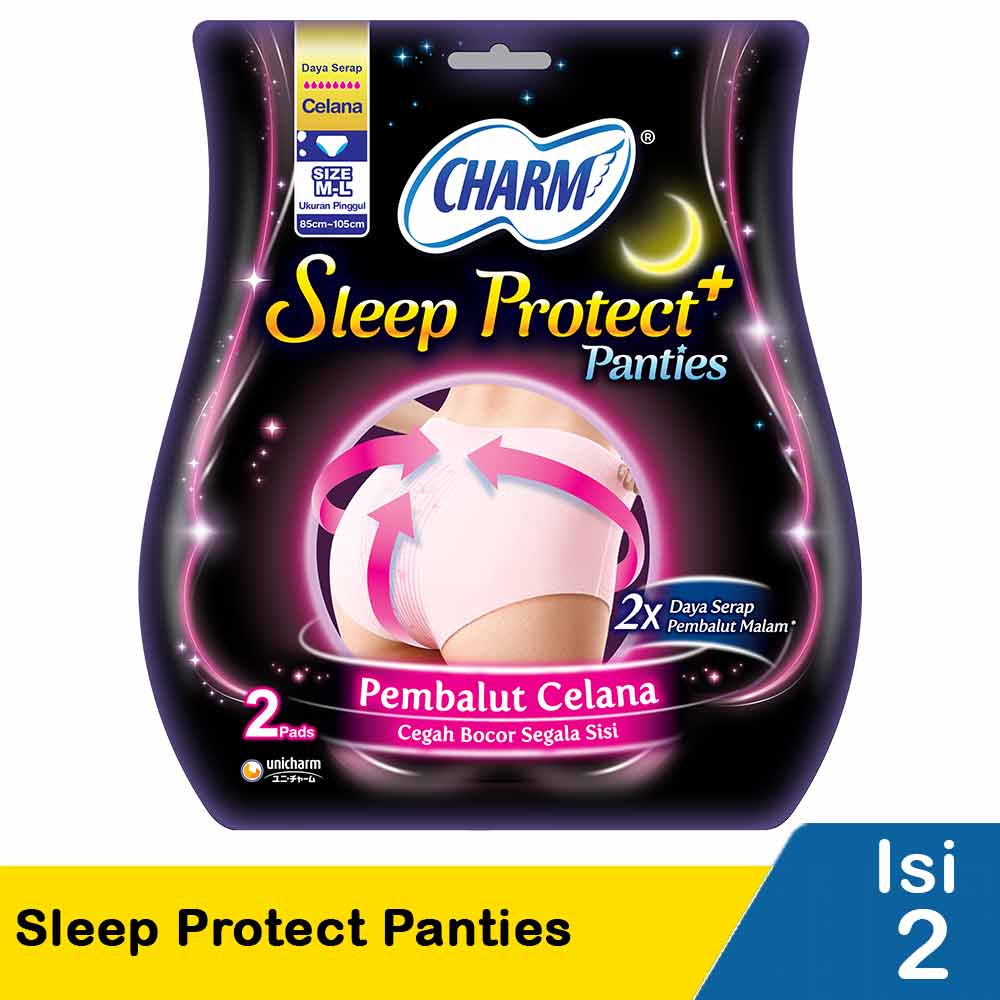 Daya Serap
Celana
SIZE
M-L
Ukuran Pinggul
85cm~105cm
CHARM®
Sleep Protect+
Panties
2x Daya Serap
Pembalut Malam*
Pembalut Celana
Cegah Bocor Segala Sisi
2 Pads
unicharm
ユニ・チャーム
Sleep Protect Panties
Isi
2